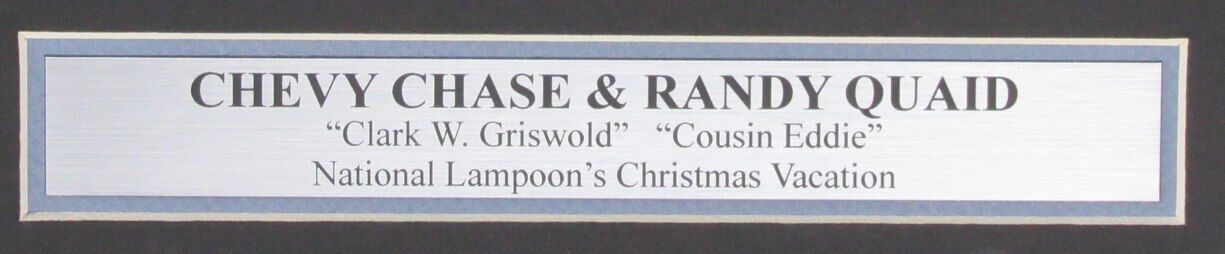 CHEVY CHASE & RANDY QUAID
“Clark W. Griswold” “Cousin Eddie”
National Lampoon’s Christmas Vacation